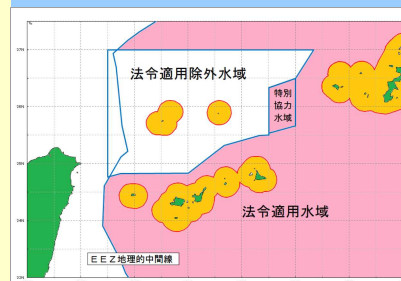 法令適用除外水域
特別
協力
水域
法令適用水域
ＥＥＺ地理的中間線